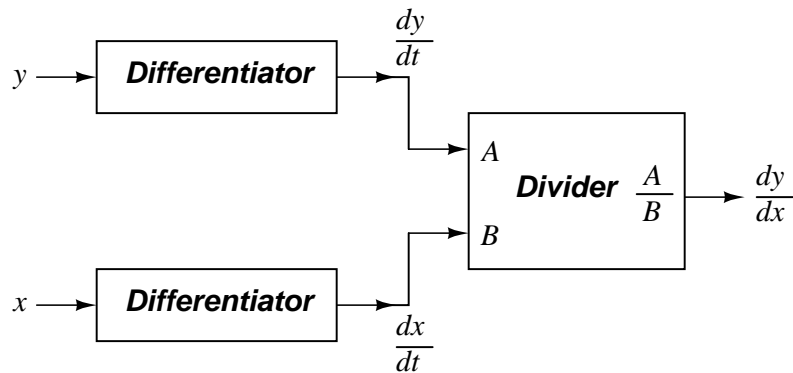 dy
dt
y
Differentiator
A
Divider
A
B
dy
dx
B
x
Differentiator
dx
dt